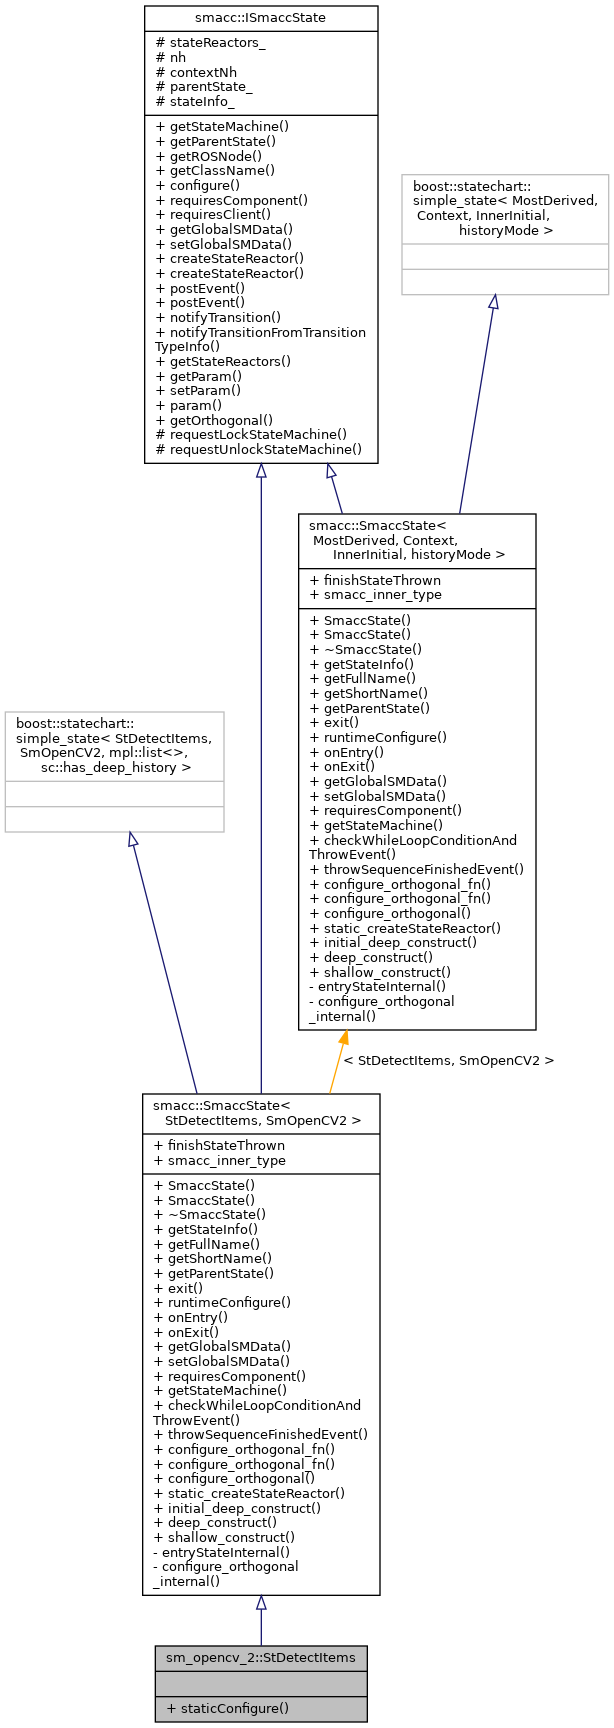 smacc::ISmaccState
# stateReactors_
# nh
# contextNh
# parentState_
# stateInfo_
+ getStateMachine()
+ getParentState()
+ getROSNode()
+ getClassName()
+ configure()
+ requiresComponent()
+ requiresClient()
+ getGlobalSMData()
+ setGlobalSMData()
+ createStateReactor()
+ createStateReactor()
+ postEvent()
+ postEvent()
+ notifyTransition()
+ notifyTransitionFromTransition
TypeInfo()
+ getStateReactors()
+ getParam()
+ setParam()
+ param()
+ getOrthogonal()
# requestLockStateMachine()
# requestUnlockStateMachine()
boost::statechart::
simple_state< MostDerived,
Context, InnerInitial,
historyMode >
smacc::SmaccState<
MostDerived, Context,
InnerInitial, historyMode >
+ finishStateThrown
+ smacc_inner_type
+ SmaccState()
+ SmaccState()
+ ~SmaccState()
+ getStateInfo()
+ getFullName()
+ getShortName()
+ getParentState()
+ exit()
+ runtimeConfigure()
+ onEntry()
+ onExit()
+ getGlobalSMData()
+ setGlobalSMData()
+ requiresComponent()
+ getStateMachine()
+ checkWhileLoopConditionAnd
ThrowEvent()
+ throwSequenceFinishedEvent()
+ configure_orthogonal_fn()
+ configure_orthogonal_fn()
+ configure_orthogonal()
+ static_createStateReactor()
+ initial_deep_construct()
+ deep_construct()
+ shallow_construct()
- entryStateInternal()
- configure_orthogonal
_internal()
boost::statechart::
simple_state< StDetectItems,
SmOpenCV2, mpl::list<>,
sc::has_deep_history >
< StDetectItems, SmOpenCV2 >
smacc::SmaccState<
StDetectItems, SmOpenCV2 >
+ finishStateThrown
+ smacc_inner_type
+ SmaccState()
+ SmaccState()
+ ~SmaccState()
+ getStateInfo()
+ getFullName()
+ getShortName()
+ getParentState()
+ exit()
+ runtimeConfigure()
+ onEntry()
+ onExit()
+ getGlobalSMData()
+ setGlobalSMData()
+ requiresComponent()
+ getStateMachine()
+ checkWhileLoopConditionAnd
ThrowEvent()
+ throwSequenceFinishedEvent()
+ configure_orthogonal_fn()
+ configure_orthogonal_fn()
+ configure_orthogonal()
+ static_createStateReactor()
+ initial_deep_construct()
+ deep_construct()
+ shallow_construct()
- entryStateInternal()
- configure_orthogonal
_internal()
sm_opencv_2::StDetectItems
+ staticConfigure()